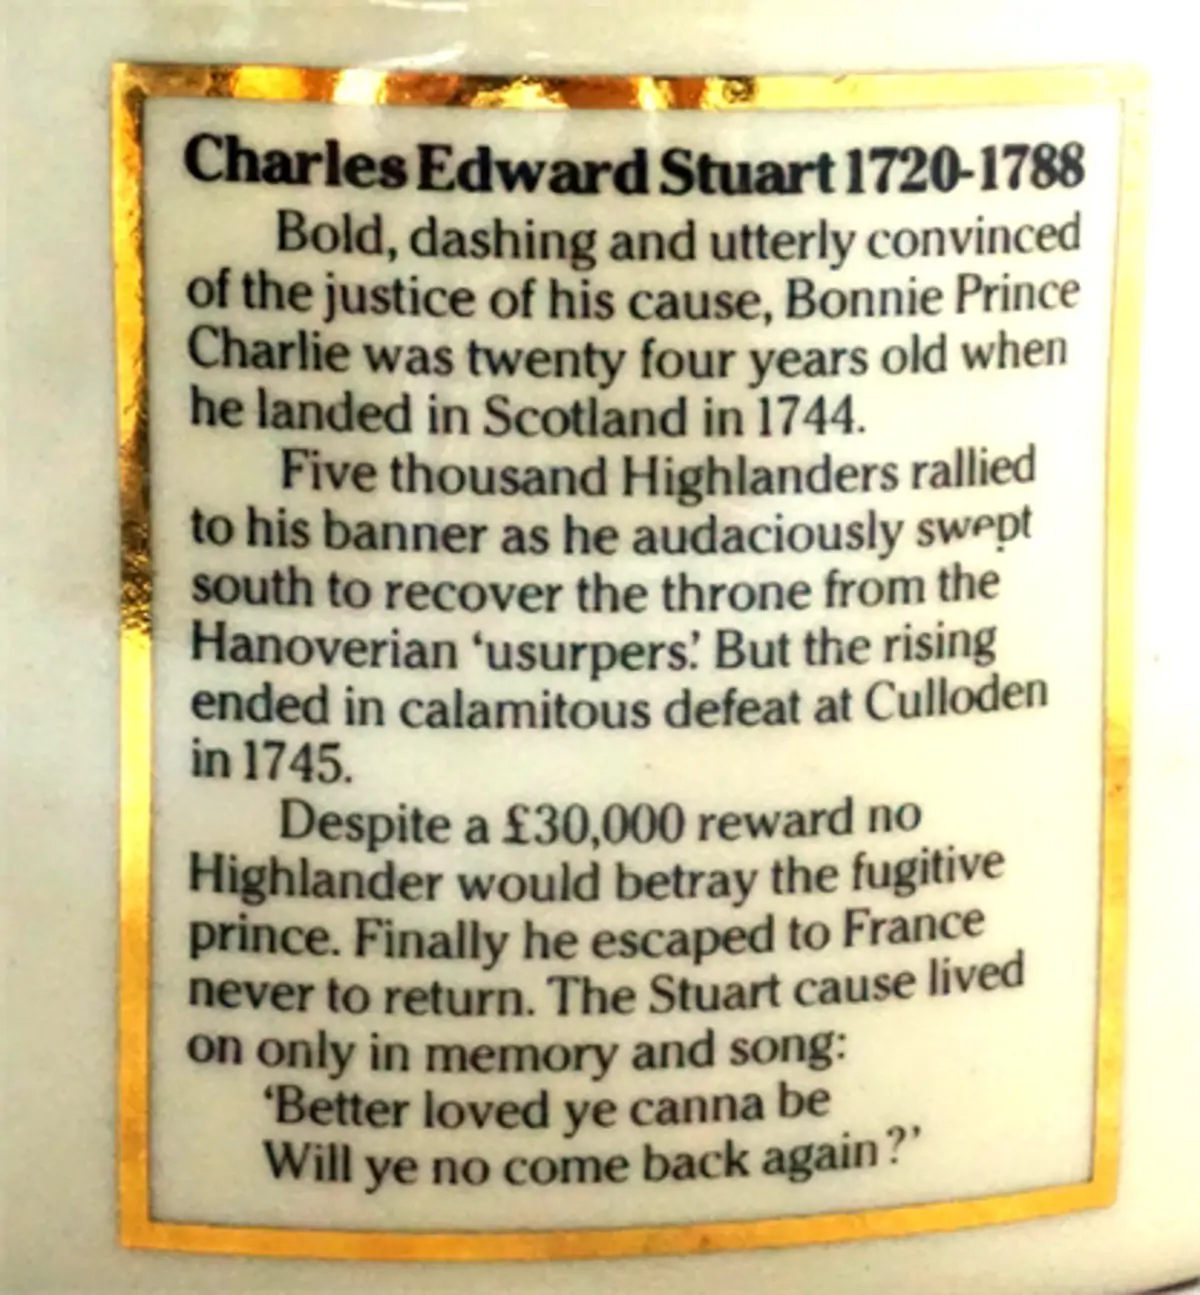 Charles Edward Stuart 1720-1788
Bold, dashing and utterly convinced
of the justice of his cause, Bonnie Prince
Charlie was twenty four years old when
he landed in Scotland in 1744.
Five thousand Highlanders rallied
to his banner as he audaciously swept
south to recover the throne from the
Hanoverian ‘usurpers’. But the rising
ended in calamitous defeat at Culloden
in 1745.
Despite a £30,000 reward no
Highlander would betray the fugitive
prince. Finally he escaped to France
never to return. The Stuart cause lived
on only in memory and song:
‘Better loved ye canna be
Will ye no come back again?’